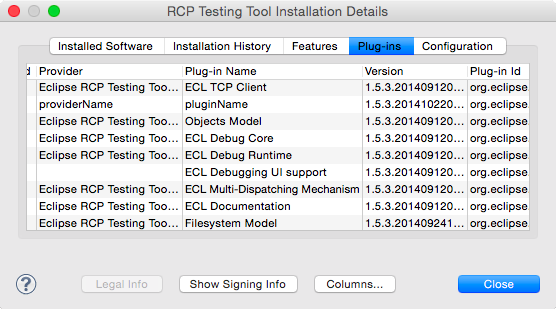 RCP Testing Tool Installation Details
Installed Software Installation History Features Plug-ins Configuration
d Provider Plug-in Name Version Plug-in Id
Eclipse RCP Testing Too... ECL TCP Client 1.5.3.201409120... org.eclipse
providerName pluginName 1.5.3.201410220... org.eclipse
Eclipse RCP Testing Too... Objects Model 1.5.3.201409120... org.eclipse
Eclipse RCP Testing Too... ECL Debug Core 1.5.3.201409120... org.eclipse
Eclipse RCP Testing Too... ECL Debug Runtime 1.5.3.201409120... org.eclipse
ECL Debugging UI support 1.5.3.201409120... org.eclipse
Eclipse RCP Testing Too... ECL Multi-Dispatching Mechanism 1.5.3.201409120... org.eclipse
Eclipse RCP Testing Too... ECL Documentation 1.5.3.201409120... org.eclipse
Eclipse RCP Testing Too... Filesystem Model 1.5.3.201409241... org.eclipse
? Legal Info Show Signing Info Columns... Close